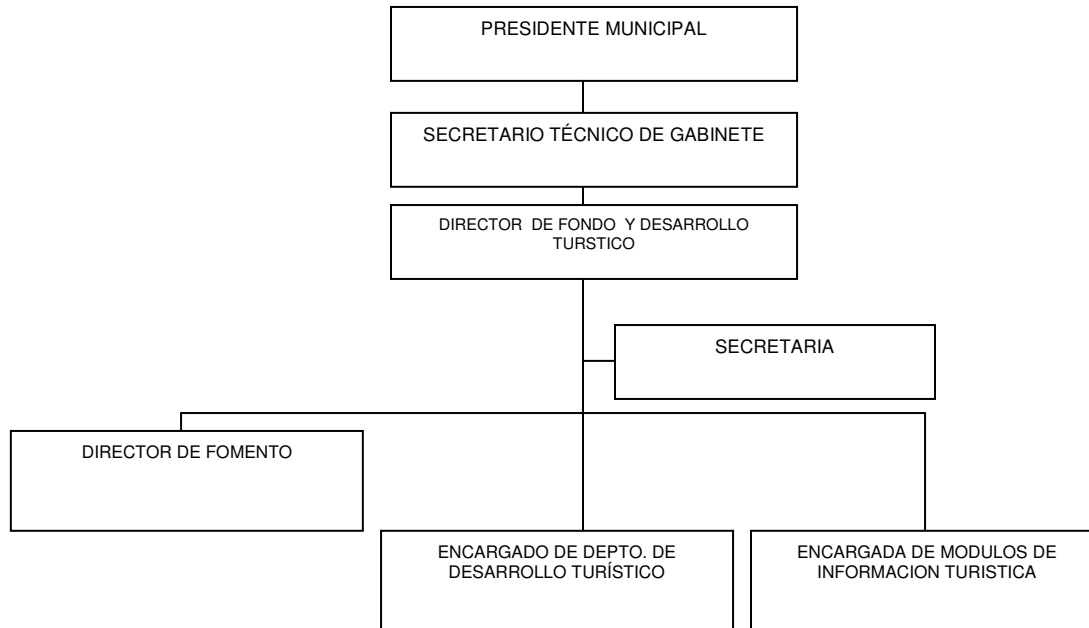 PRESIDENTE MUNICIPAL
SECRETARIO TÉCNICO DE GABINETE
DIRECTOR DE FONDO Y DESARROLLO
TURSTICO
SECRETARIA
DIRECTOR DE FOMENTO
ENCARGADO DE DEPTO. DE
DESARROLLO TURÍSTICO
ENCARGADA DE MODULOS DE
INFORMACION TURISTICA